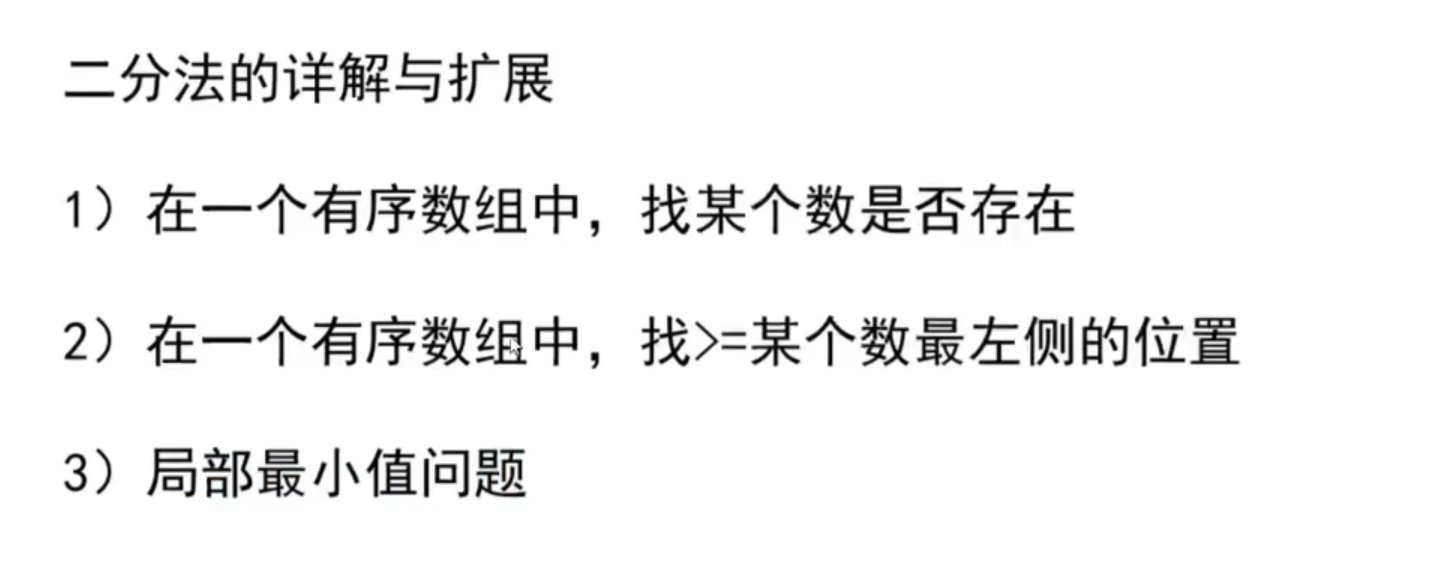 二分法的详解与扩展
1）在一个有序数组中，找某个数是否存在
2）在一个有序数组中，找>=某个数最左侧的位置
3）局部最小值问题